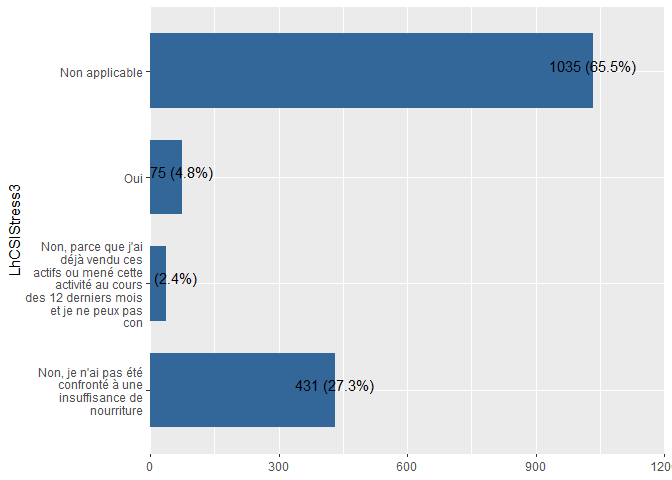 LhCSIStress3
Non applicable
1035 (65.5%)
Oui
75 (4.8%)
Non, parce que j'ai
déjà vendu ces
actifs ou mené cette
activité au cours
des 12 derniers mois
et je ne peux pas
con
(2.4%)
Non, je n'ai pas été
confronté à une
insuffisance de
nourriture
431 (27.3%)
0 300 600 900 120